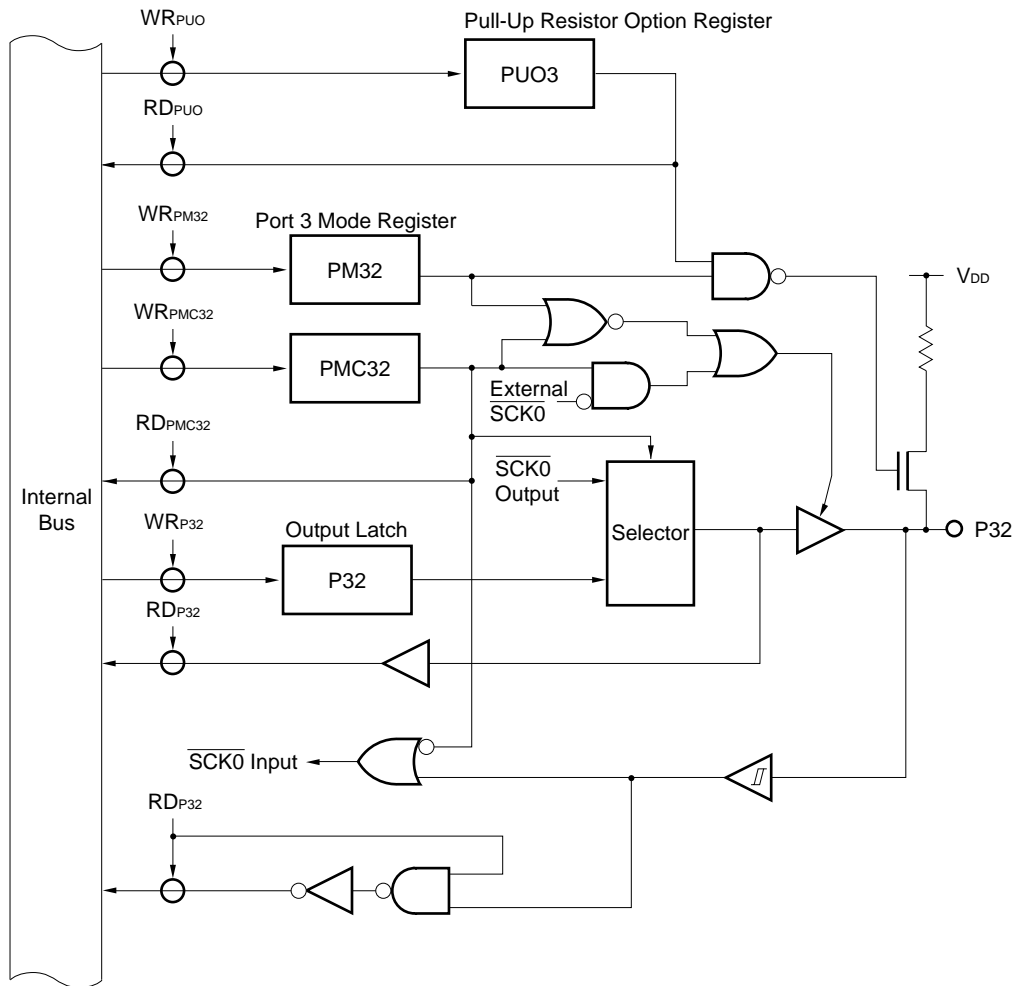 WRPUO
Pull-Up Resistor Option Register
PUO3
RDPUO
WRPM32
Port 3 Mode Register
PM32
VDD
WRPMC32
PMC32
External
SCK0
RDPMC32
SCK0
Output
Internal
Bus
WRP32
Output Latch
Selector
P32
P32
RDP32
SCK0 Input
RDP32